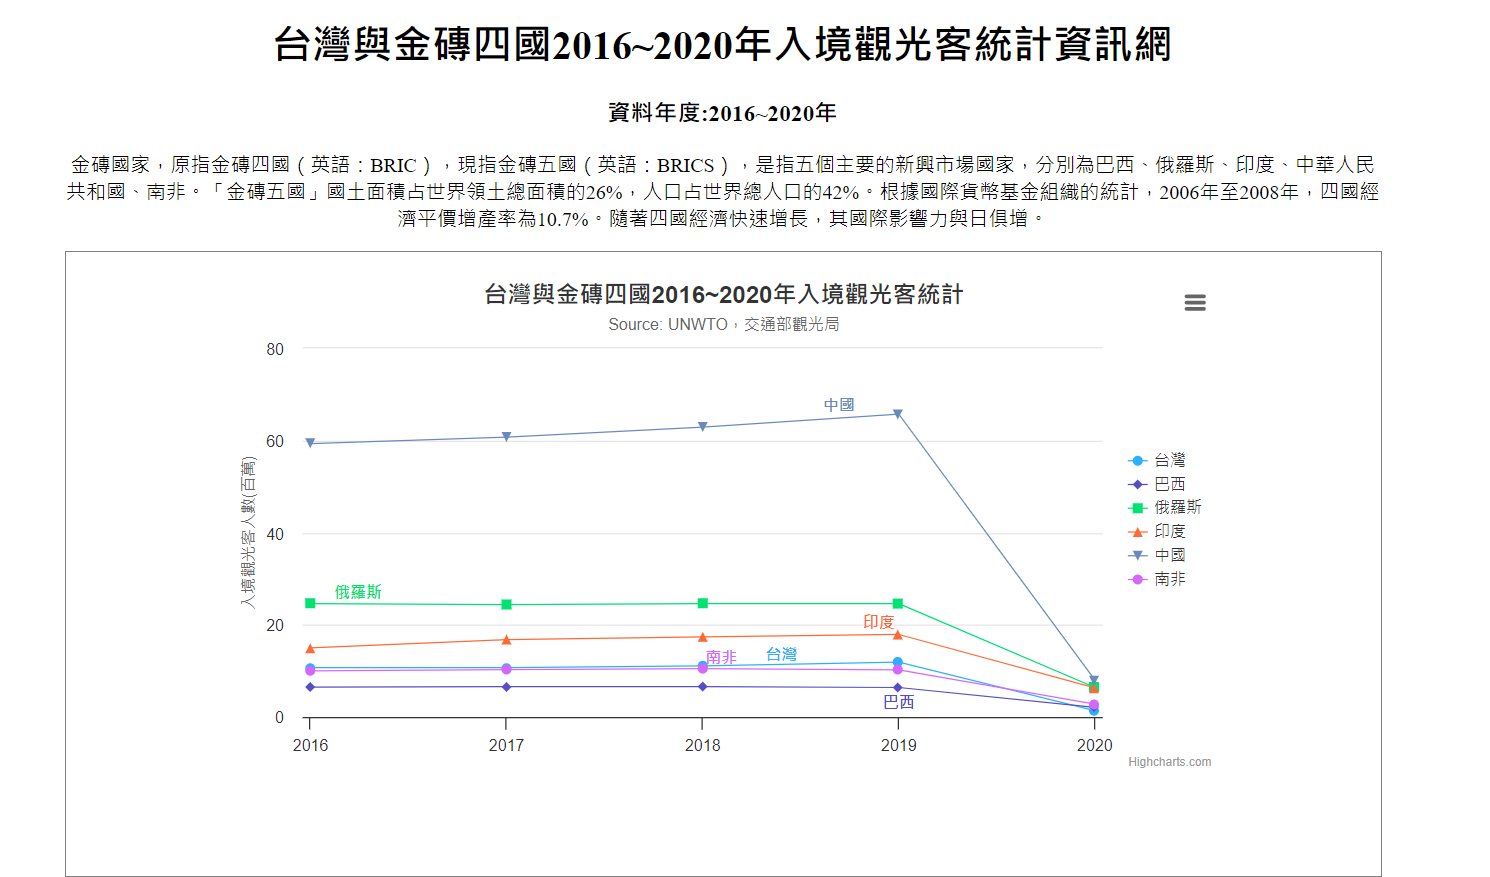 台灣與金磚四國2016~2020年入境觀光客統計資訊網
資料年度:2016~2020年
金磚國家，原指金磚四國（英語：BRIC），現指金磚五國（英語：BRICS），是指五個主要的新興市場國家，分別為巴西、俄羅斯、印度、中華人民
共和國、南非。「金磚五國」國土面積占世界領土總面積的26%，人口占世界總人口的42%。根據國際貨幣基金組織的統計，2006年至2008年，四國經
濟平價增產率為10.7%。隨著四國經濟快速增長，其國際影響力與日俱增。
台灣與金磚四國2016~2020年入境觀光客統計
Source: UNWTO，交通部觀光局
入境觀光客人數(百萬)
80
60
40
20
0
中國
俄羅斯
印度
南非
台灣
巴西
2016
2017
2018
2019
2020
台灣
巴西
俄羅斯
印度
中國
南非
Highcharts.com